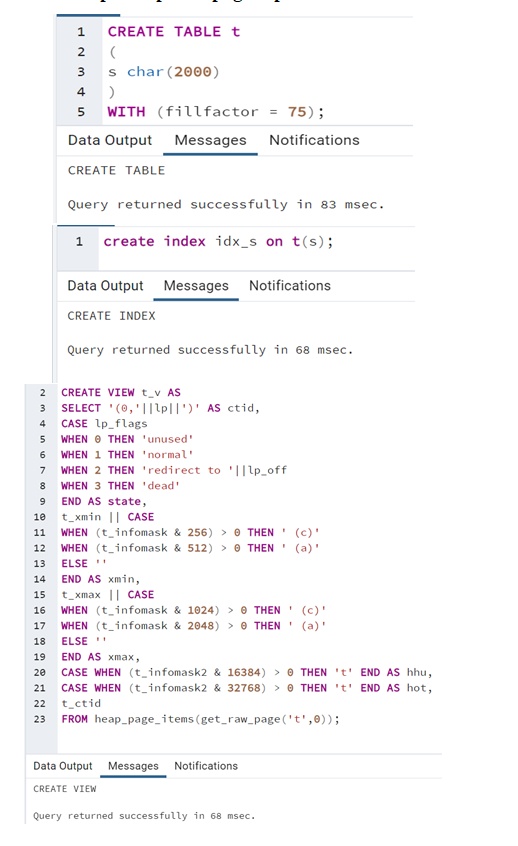 1 CREATE TABLE t
2 (
3 s char(2000)
4 )
5 WITH (fillfactor = 75);
Data Output Messages Notifications
CREATE TABLE
Query returned successfully in 83 msec.
1 create index idx_s on t(s);
Data Output Messages Notifications
CREATE INDEX
Query returned successfully in 68 msec.
2 CREATE VIEW t_v AS
3 SELECT '(0,'||lp||')' AS ctid,
4 CASE lp_flags
5 WHEN 0 THEN 'unused'
6 WHEN 1 THEN 'normal'
7 WHEN 2 THEN 'redirect to '||lp_off
8 WHEN 3 THEN 'dead'
9 END AS state,
10 t_xmin || CASE
11 WHEN (t_infomask & 256) > 0 THEN ' (c)'
12 WHEN (t_infomask & 512) > 0 THEN ' (a)'
13 ELSE ''
14 END AS xmin,
15 t_xmax || CASE
16 WHEN (t_infomask & 1024) > 0 THEN ' (c)'
17 WHEN (t_infomask & 2048) > 0 THEN ' (a)'
18 ELSE ''
19 END AS xmax,
20 CASE WHEN (t_infomask2 & 16384) > 0 THEN 't' END AS hhu,
21 CASE WHEN (t_infomask2 & 32768) > 0 THEN 't' END AS hot,
22 t_ctid
23 FROM heap_page_items(get_raw_page('t',0));
Data Output Messages Notifications
CREATE VIEW
Query returned successfully in 68 msec.